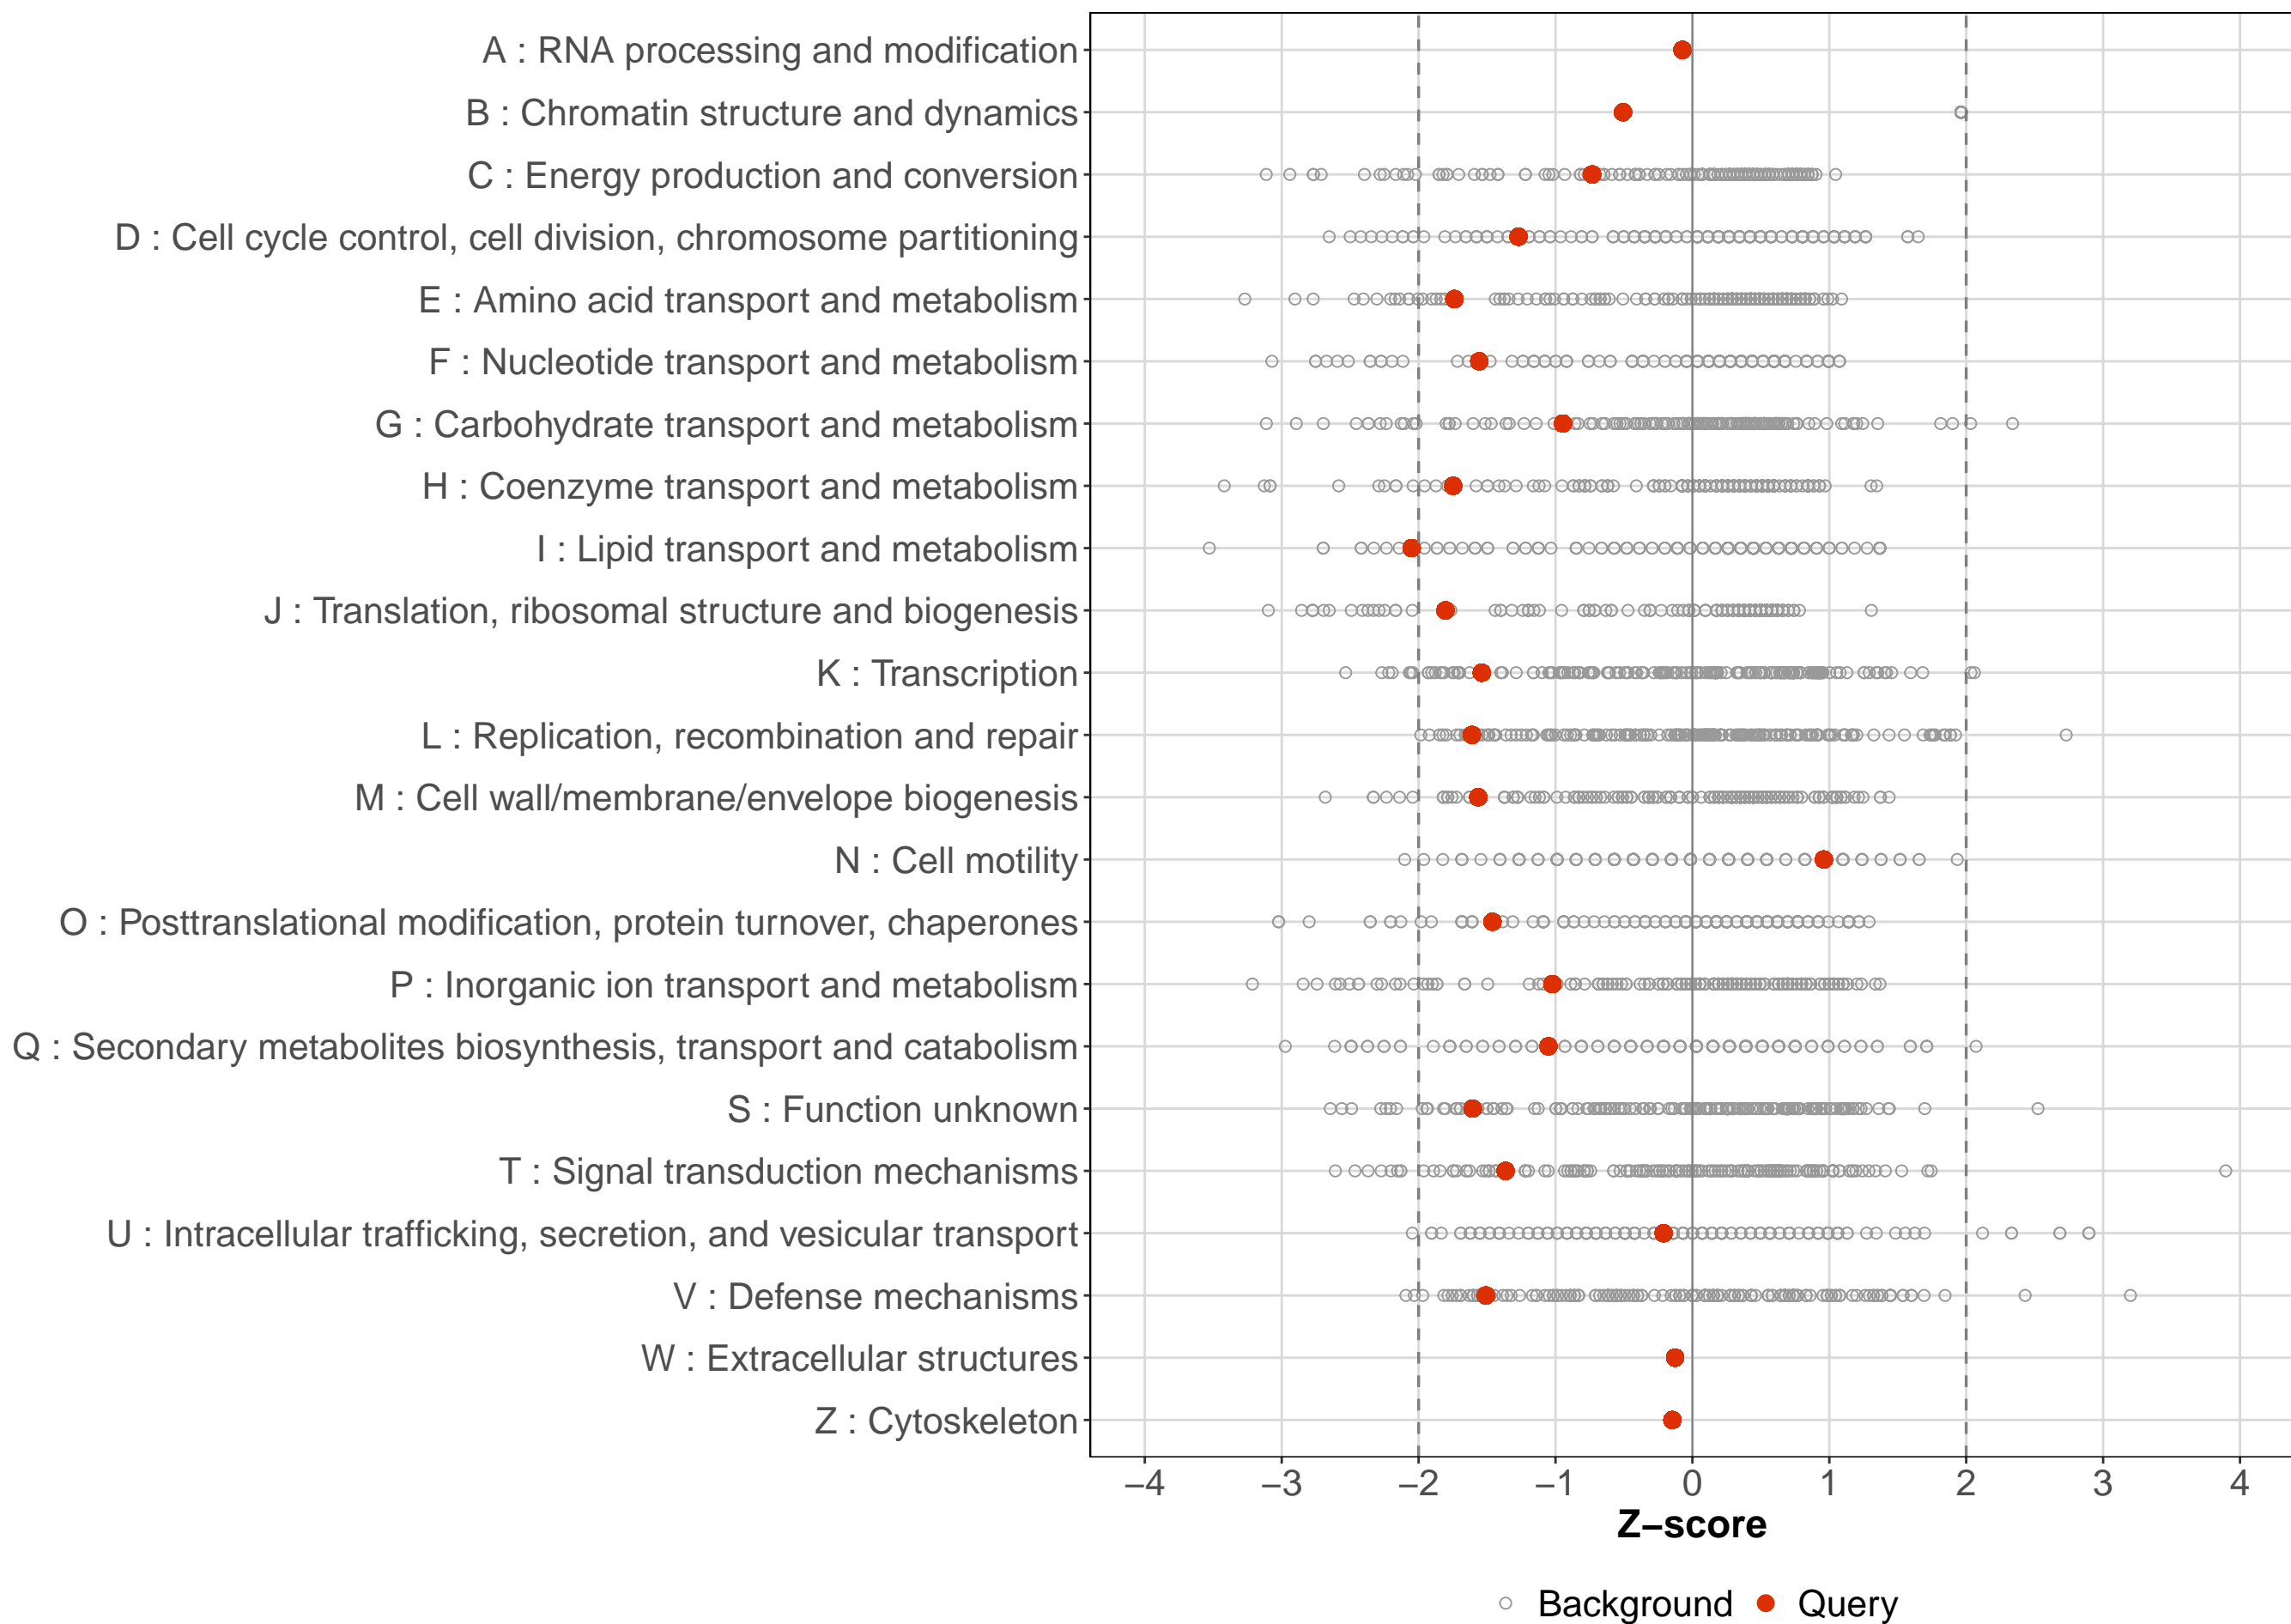 A : RNA processing and modification
B : Chromatin structure and dynamics
C : Energy production and conversion
D : Cell cycle control, cell division, chromosome partitioning
E : Amino acid transport and metabolism
F : Nucleotide transport and metabolism
G : Carbohydrate transport and metabolism
H : Coenzyme transport and metabolism
I : Lipid transport and metabolism
J : Translation, ribosomal structure and biogenesis
K : Transcription
L : Replication, recombination and repair
M : Cell wall/membrane/envelope biogenesis
N : Cell motility
O : Posttranslational modification, protein turnover, chaperones
P : Inorganic ion transport and metabolism
Q : Secondary metabolites biosynthesis, transport and catabolism
S : Function unknown
T : Signal transduction mechanisms
U : Intracellular trafficking, secretion, and vesicular transport
V : Defense mechanisms
W : Extracellular structures
Z : Cytoskeleton
−4 −3 −2 −1 0 1 2 3 4
Z−score
Background Query